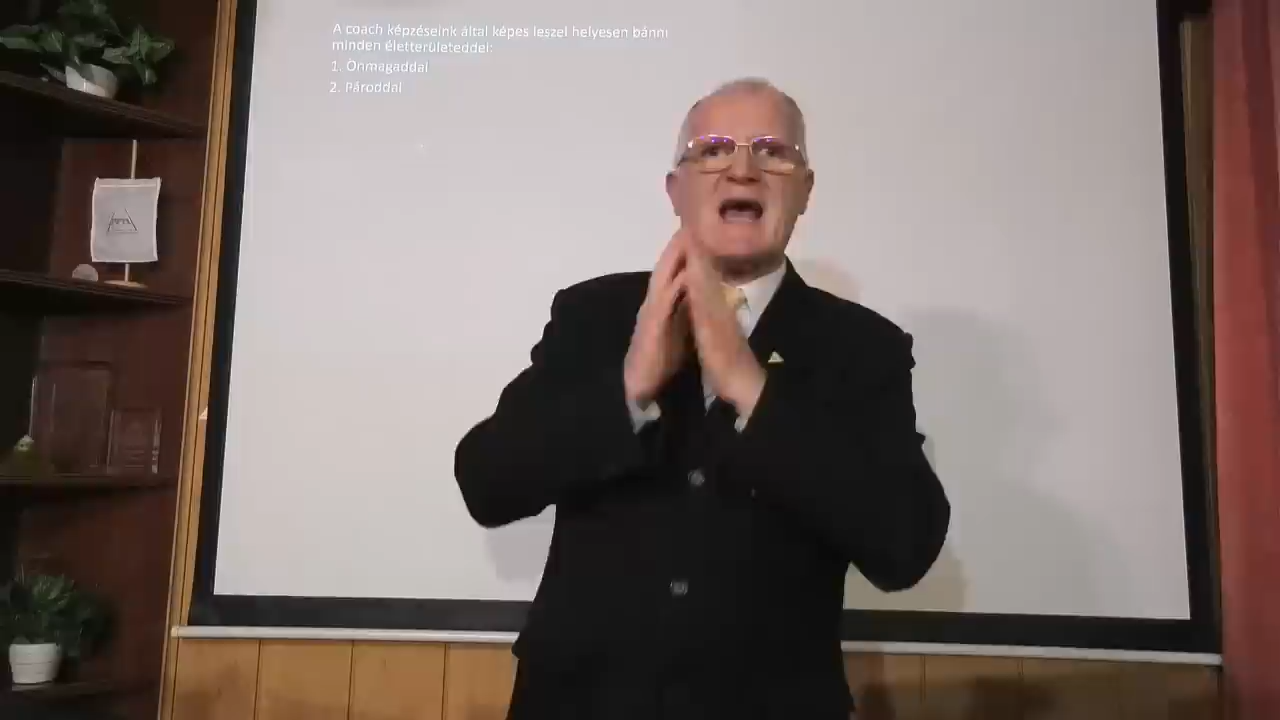 A coach képzéseink által képes leszel helyesen bánni
minden életterületeddel:
1. Önmagaddal
2. Pároddal